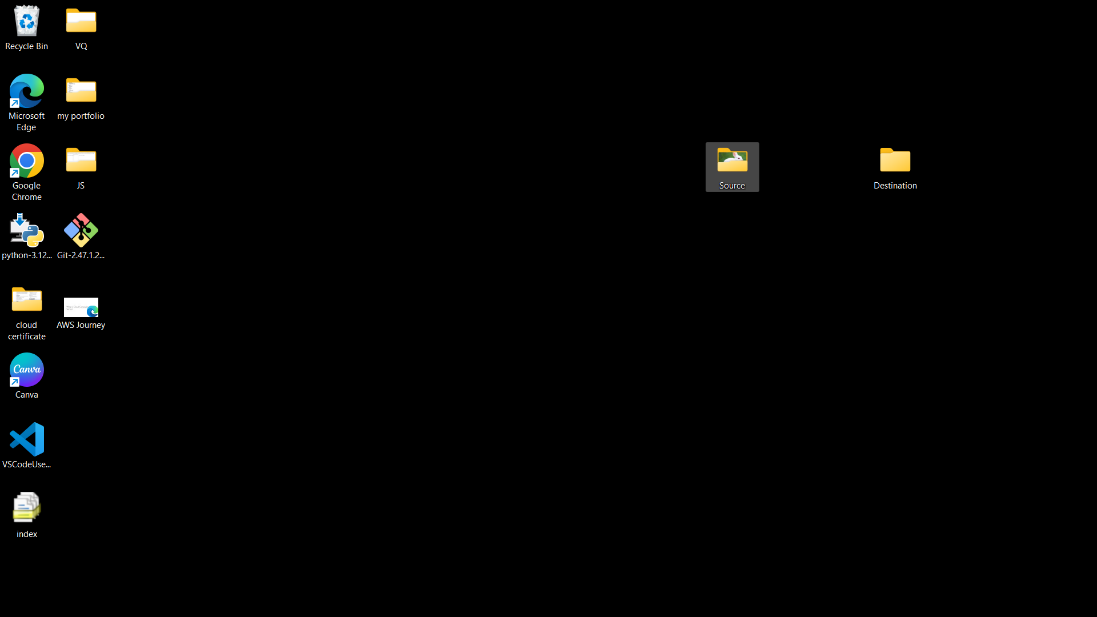 Recycle Bin
VQ
Microsoft
Edge
my portfolio
Google
Chrome
JS
Source
Destination
python-3.12...
Git-2.47.1.2...
cloud
certificate
AWS Journey
Canva
Canva
VSCodeUse...
index